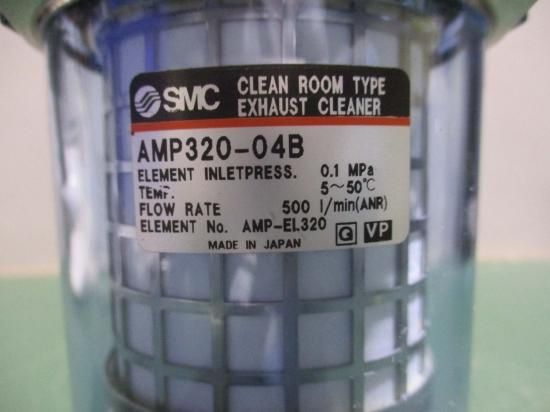 SMC CLEAN ROOM TYPE
EXHAUST CLEANER
AMP320-04B
ELEMENT INLETPRESS. 0.1 MPa
TEMP. 5~50℃
FLOW RATE 500 l/min(ANR)
ELEMENT No. AMP-EL320
MADE IN JAPAN G VP